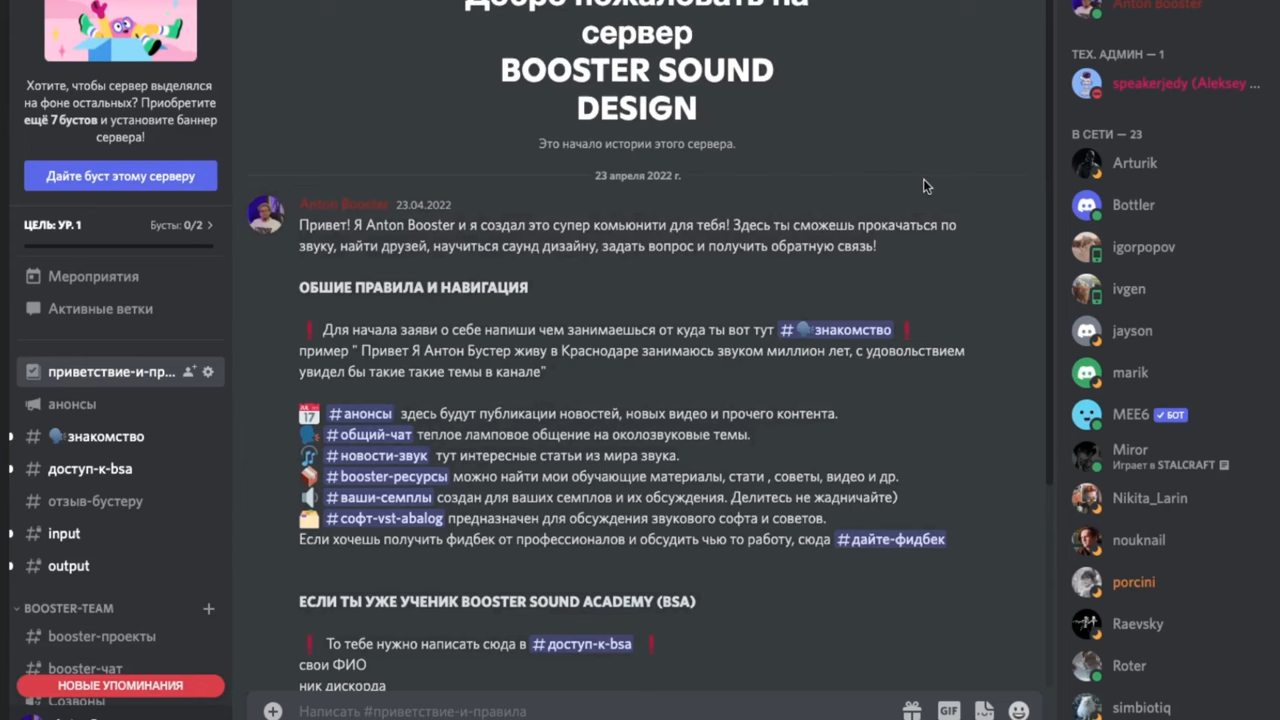 Хотите, чтобы сервер выделялся
на фоне остальных? Приобретите
ещё 7 бустов и установите баннер
сервера!
Дайте буст этому серверу
ЦЕЛЬ: УР. 1
Бусты: 0/2
Мероприятия
Активные ветки
приветствие-и-пр...
анонсы
знакомство
доступ-к-bsa
отзыв-бустеру
input
output
BOOSTER-TEAM
booster-проекты
booster-чат
НОВЫЕ УПОМИНАНИЯ
Созвоны
Добро пожаловать на
сервер
BOOSTER SOUND
DESIGN
Это начало истории этого сервера.
23 апреля 2022 г.
Anton Booster 23.04.2022
Привет! Я Anton Booster и я создал это супер комьюнити для тебя! Здесь ты сможешь прокачаться по
звуку, найти друзей, научиться саунд дизайну, задать вопрос и получить обратную связь!
ОБШИЕ ПРАВИЛА И НАВИГАЦИЯ
Для начала заяви о себе напиши чем занимаешься от куда ты вот тут # знакомство
пример " Привет Я Антон Бустер живу в Краснодаре занимаюсь звуком миллион лет, с удовольствием
увидел бы такие такие темы в канале"
JUL 17 #анонсы здесь будут публикации новостей, новых видео и прочего контента.
#общий-чат теплое ламповое общение на околозвуковые темы.
#новости-звук тут интересные статьи из мира звука.
#booster-ресурсы можно найти мои обучающие материалы, стати , советы, видео и др.
#ваши-семплы создан для ваших семплов и их обсуждения. Делитесь не жадничайте)
#софт-vst-abalog предназначен для обсуждения звукового софта и советов.
Если хочешь получить фидбек от профессионалов и обсудить чью то работу, сюда #дайте-фидбек
ЕСЛИ ТЫ УЖЕ УЧЕНИК BOOSTER SOUND ACADEMY (BSA)
То тебе нужно написать сюда в #доступ-к-bsa
свои ФИО
ник дискорда
Написать #приветствие-и-правила
GIF
Anton Booster
ТЕХ. АДМИН — 1
speakerjedy (Aleksey ...
В СЕТИ — 23
Arturik
Bottler
igorpopov
ivgen
jayson
marik
MEE6 БОТ
Miror
Играет в STALCRAFT
Nikita_Larin
nouknail
porcini
Raevsky
Roter
simbiotiq